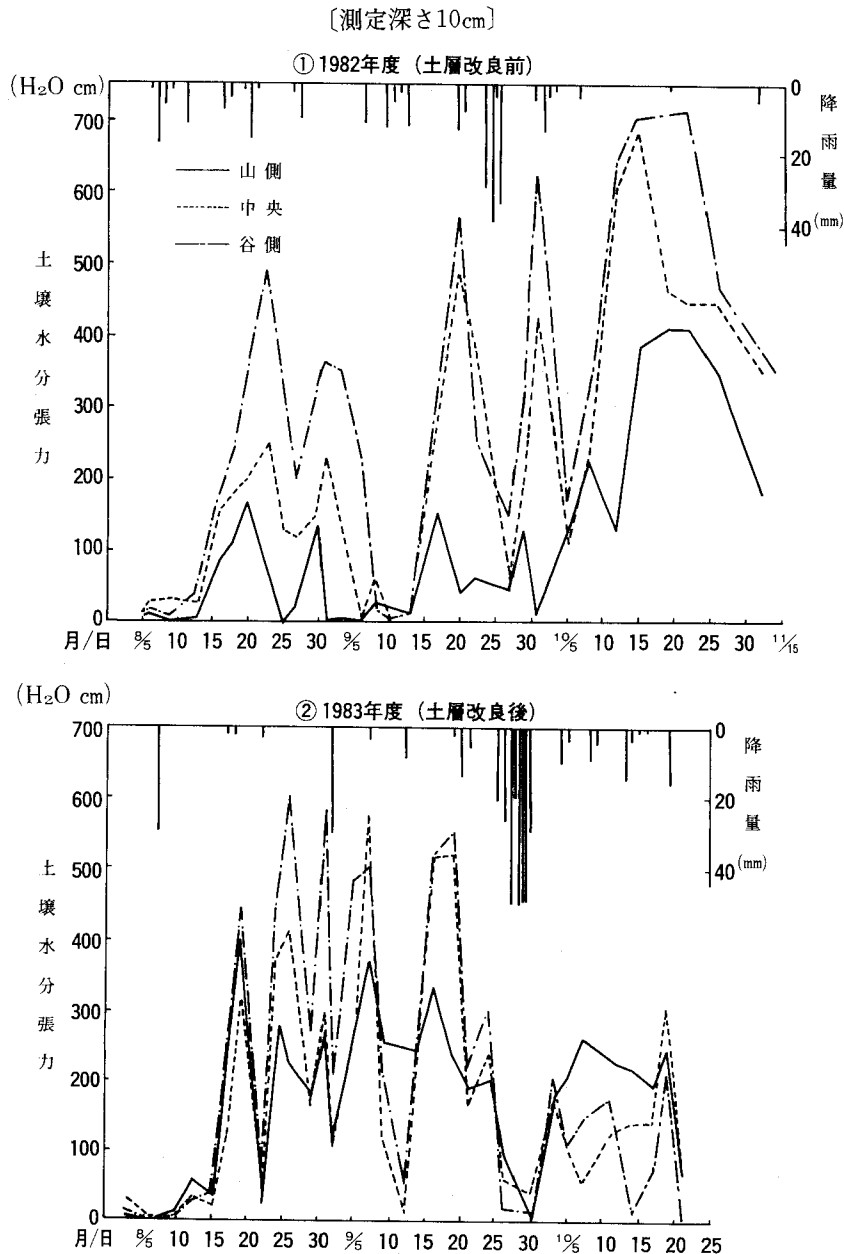 〔測定深さ10cm〕
① 1982年度（土層改良前）
(H₂O cm)
700
600
500
400
300
200
100
0
土壌水分張力
山側
中央
谷側
0
20
40
降雨量
(mm)
月/日 8/5 10 15 20 25 30 9/5 10 15 20 25 30 10/5 10 15 20 25 30 11/15
(H₂O cm)
② 1983年度（土層改良後）
700
600
500
400
300
200
100
0
土壌水分張力
0
20
40
降雨量
(mm)
月/日 8/5 10 15 20 25 30 9/5 10 15 20 25 30 10/5 10 15 20 25